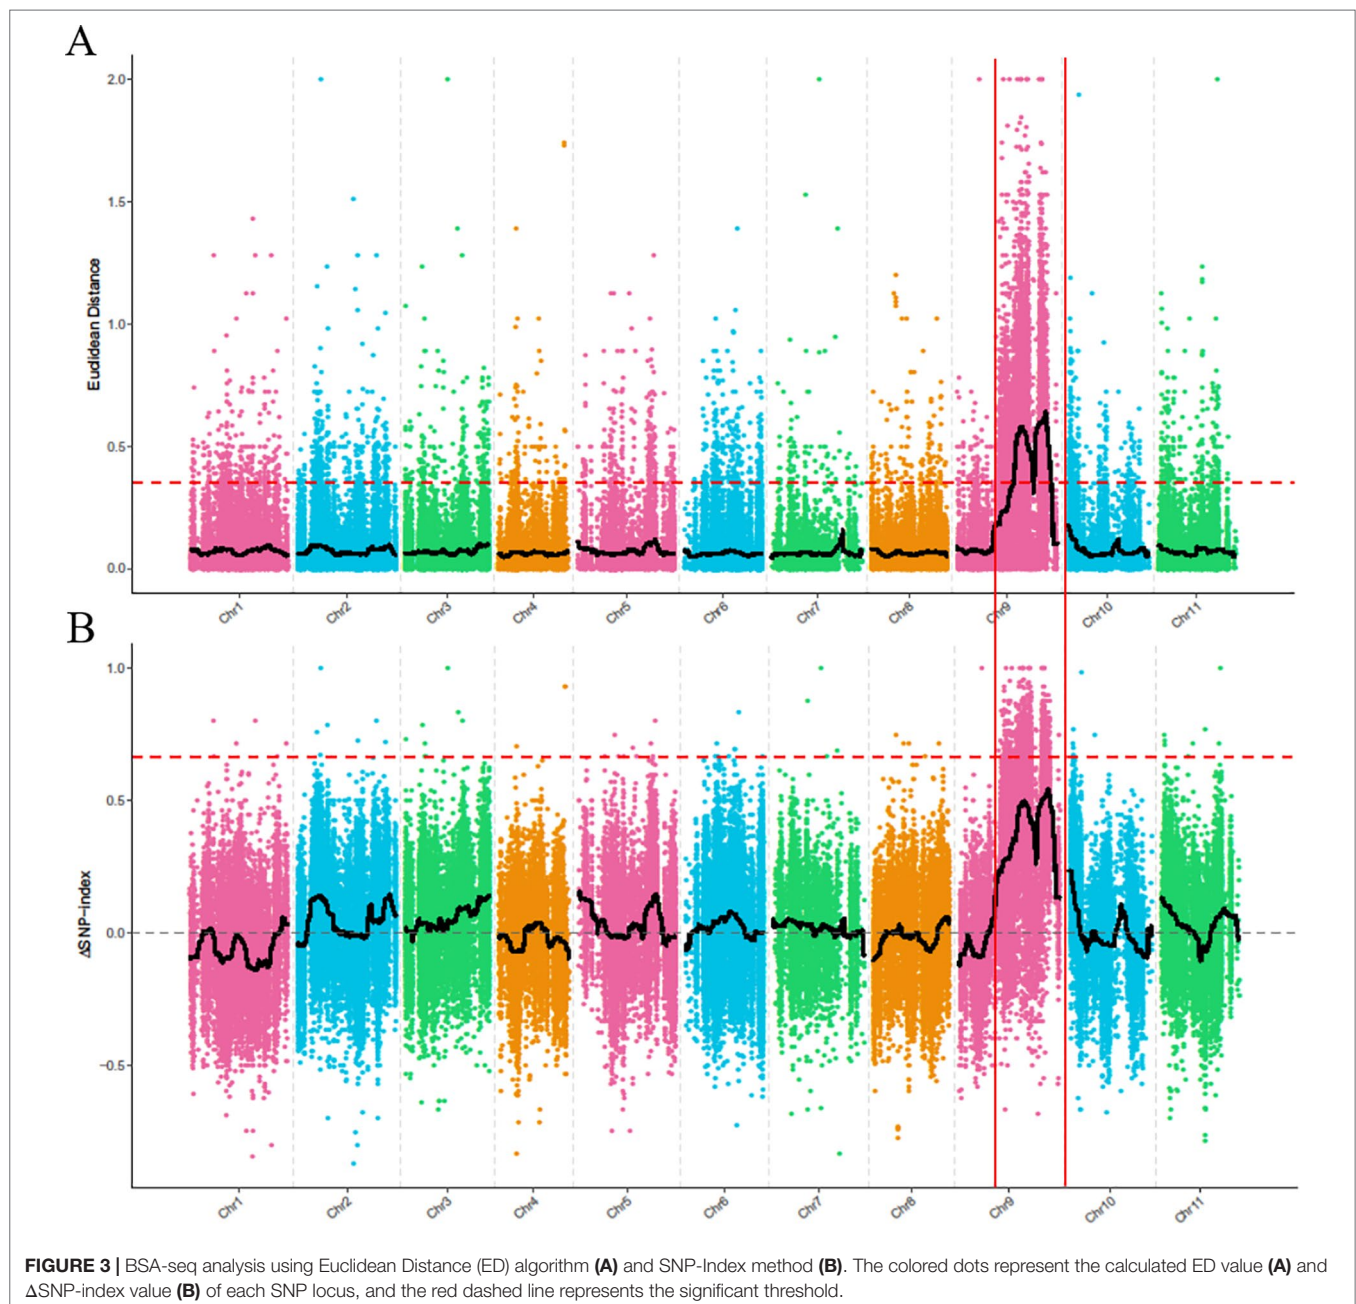 A
2.0
1.5
1.0
0.5
0.0
Euclidean Distance
Chr1 Chr2 Chr3 Chr4 Chr5 Chr6 Chr7 Chr8 Chr9 Chr10 Chr11
B
1.0
0.5
0.0
−0.5
ΔSNP−index
Chr1 Chr2 Chr3 Chr4 Chr5 Chr6 Chr7 Chr8 Chr9 Chr10 Chr11
FIGURE 3 | BSA-seq analysis using Euclidean Distance (ED) algorithm (A) and SNP-Index method (B). The colored dots represent the calculated ED value (A) and
ΔSNP-index value (B) of each SNP locus, and the red dashed line represents the significant threshold.